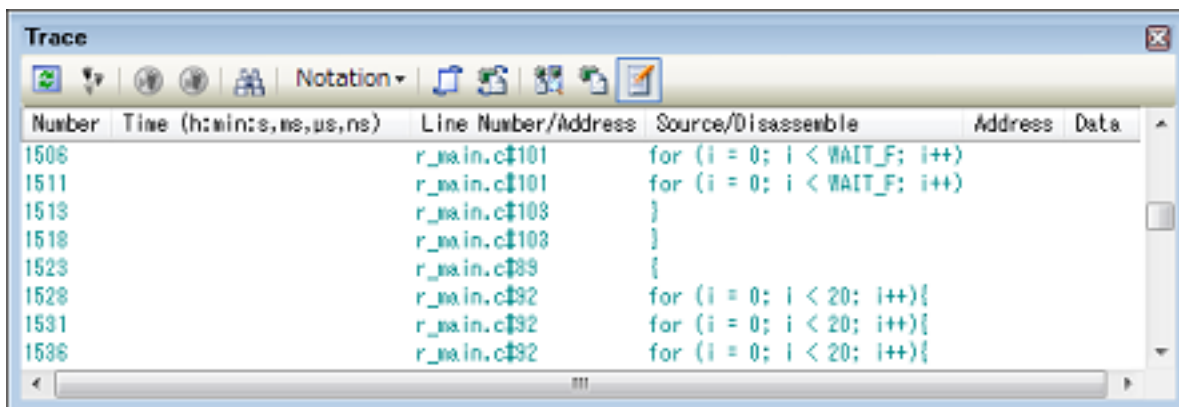 Trace
Notation
Number Time (h:min:s,ms,µs,ns) Line Number/Address Source/Disassemble Address Data
1506 r_main.c#101 for (i = 0; i < WAIT_F; i++)
1511 r_main.c#101 for (i = 0; i < WAIT_F; i++)
1513 r_main.c#103 }
1518 r_main.c#103 }
1523 r_main.c#89 {
1528 r_main.c#92 for (i = 0; i < 20; i++){
1531 r_main.c#92 for (i = 0; i < 20; i++){
1536 r_main.c#92 for (i = 0; i < 20; i++){